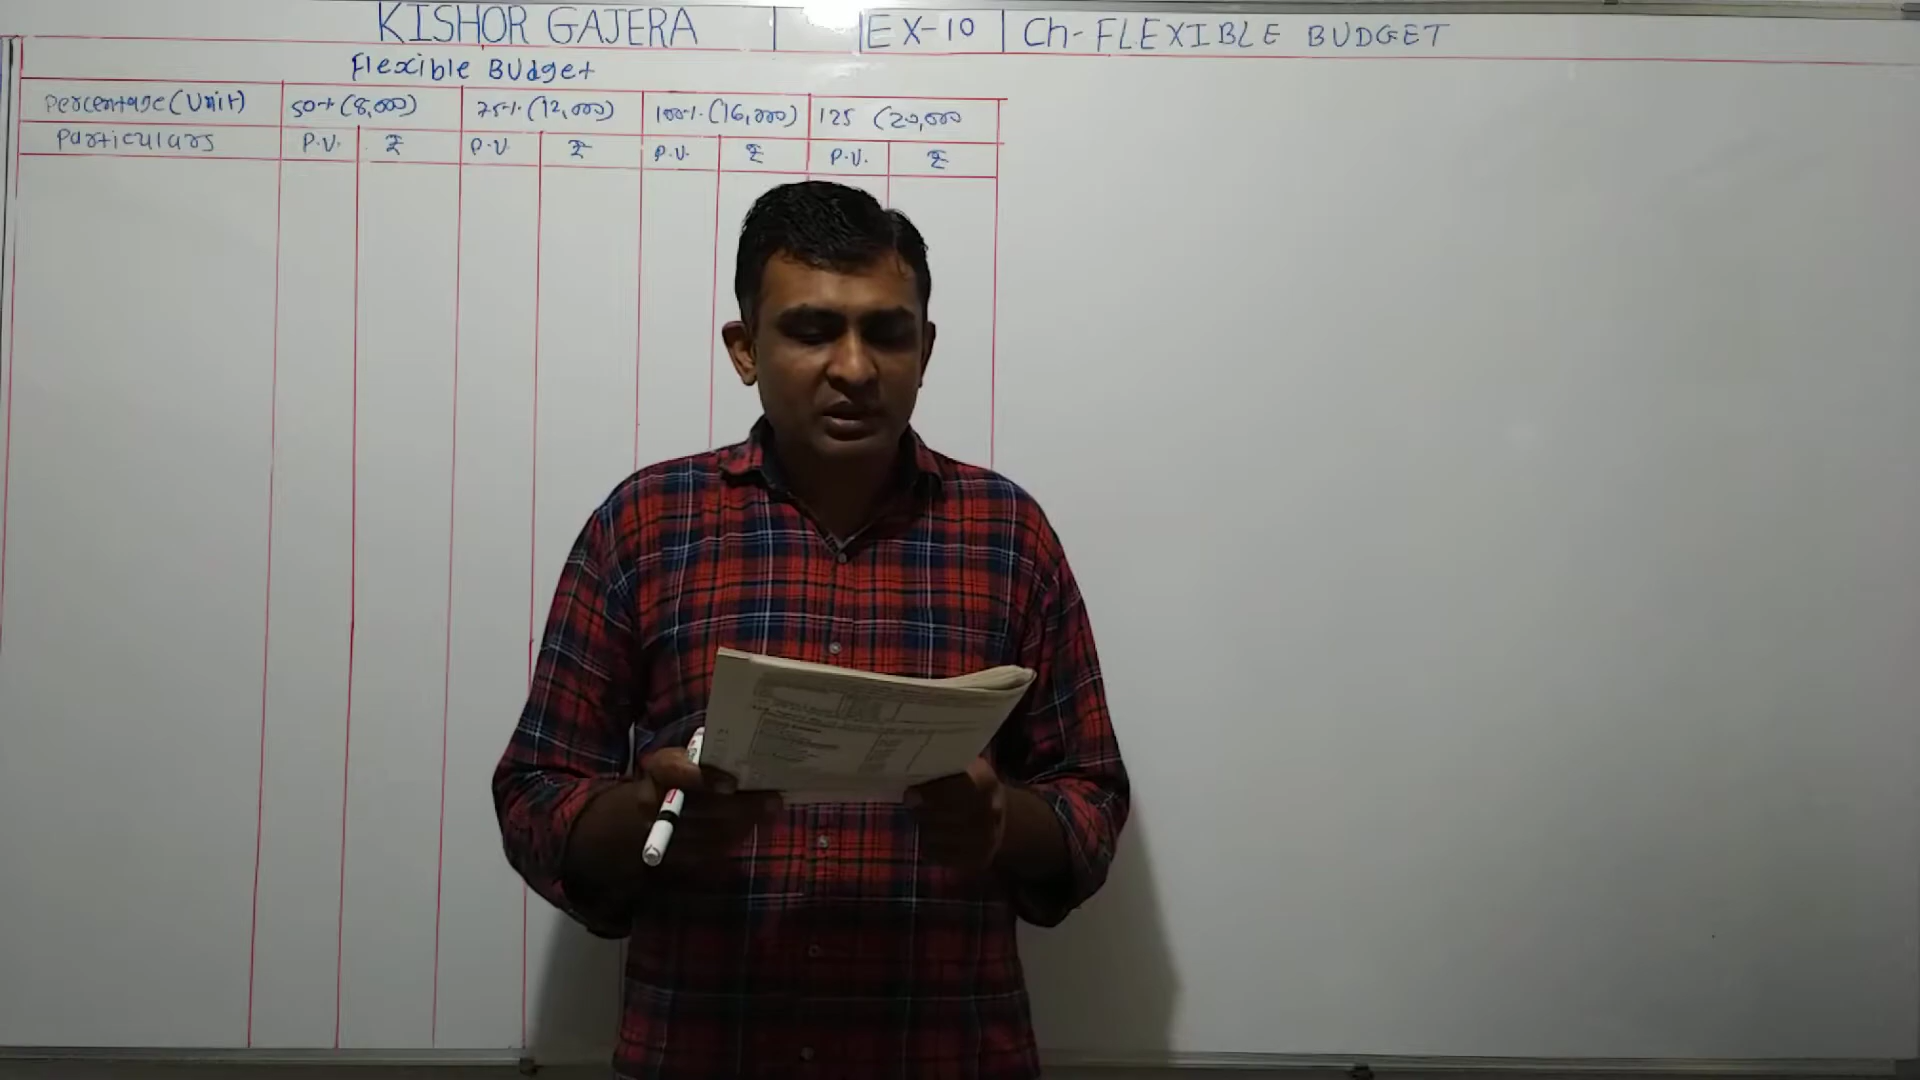 KISHOR GAJERA EX-10 Ch- FLEXIBLE BUDGET
Flexible BUdget
Percentage (Unit) 50% (8,000) 75% (12,000) 100% (16,000) 125 (20,000
Particulars P.U. ₹ P.U. ₹ P.U. ₹ P.U. ₹